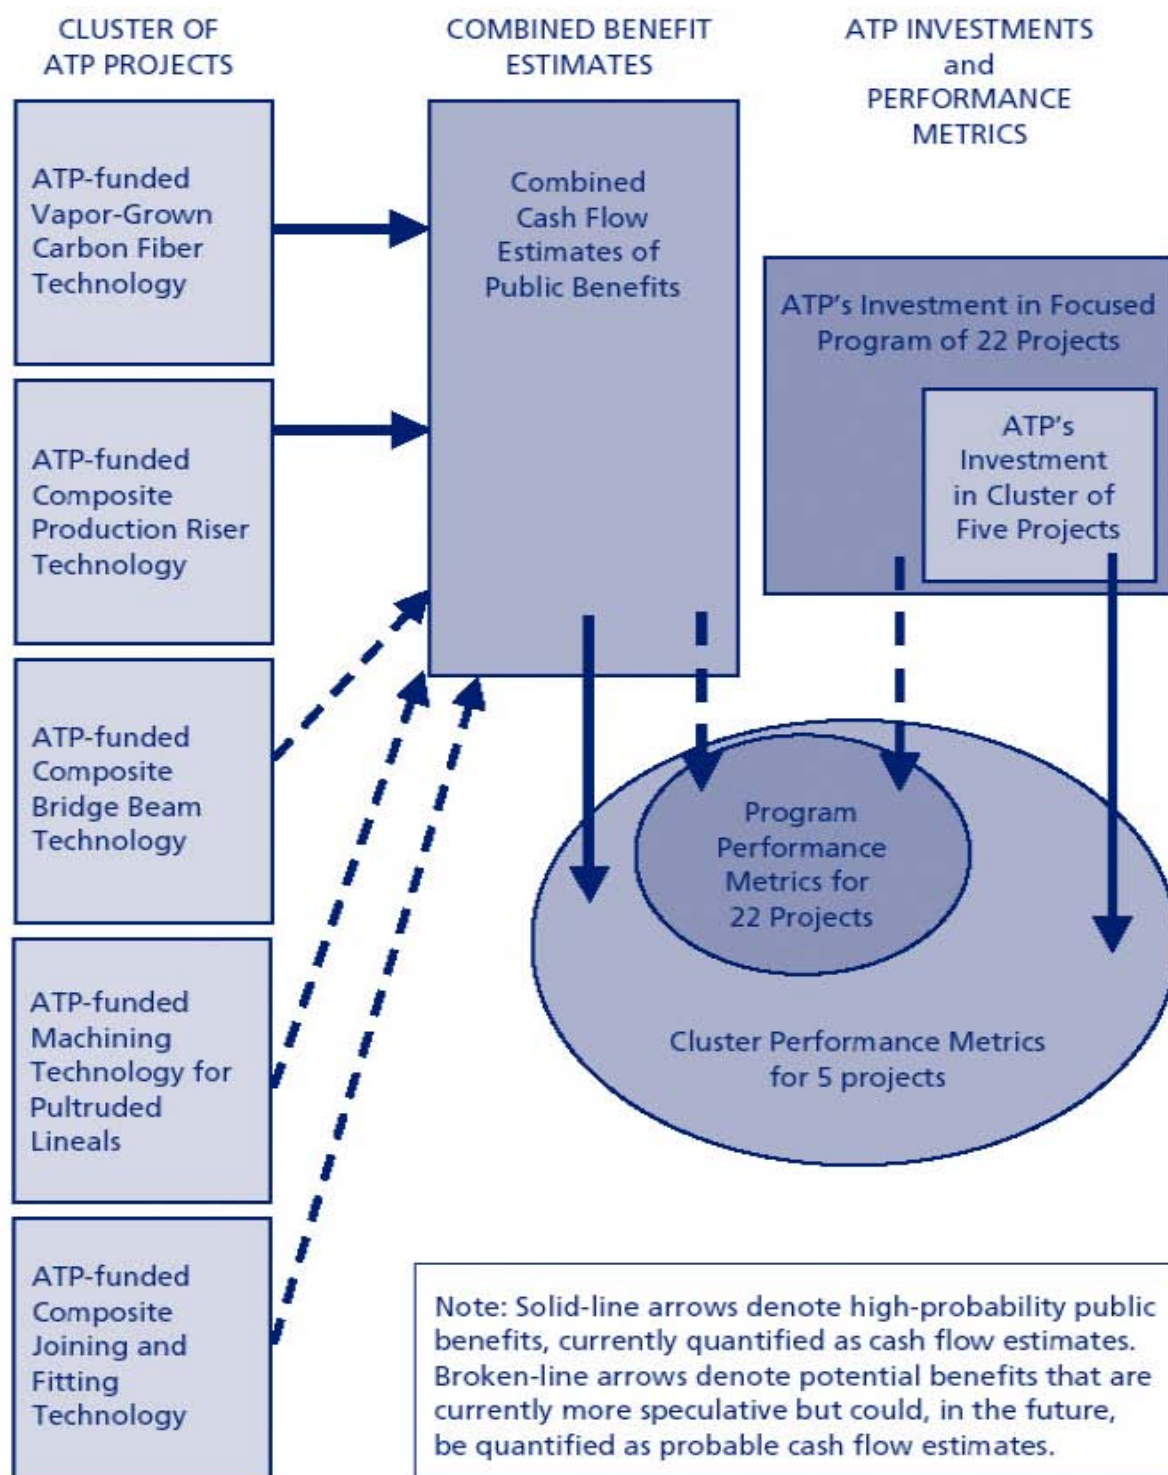 CLUSTER OF
ATP PROJECTS
COMBINED BENEFIT
ESTIMATES
ATP INVESTMENTS
and
PERFORMANCE
METRICS
ATP-funded
Vapor-Grown
Carbon Fiber
Technology
ATP-funded
Composite
Production Riser
Technology
ATP-funded
Composite
Bridge Beam
Technology
ATP-funded
Machining
Technology for
Pultruded
Lineals
ATP-funded
Composite
Joining and
Fitting
Technology
Combined
Cash Flow
Estimates of
Public Benefits
ATP's Investment in Focused
Program of 22 Projects
ATP's
Investment
in Cluster of
Five Projects
Program
Performance
Metrics for
22 Projects
Cluster Performance Metrics
for 5 projects
Note: Solid-line arrows denote high-probability public
benefits, currently quantified as cash flow estimates.
Broken-line arrows denote potential benefits that are
currently more speculative but could, in the future,
be quantified as probable cash flow estimates.